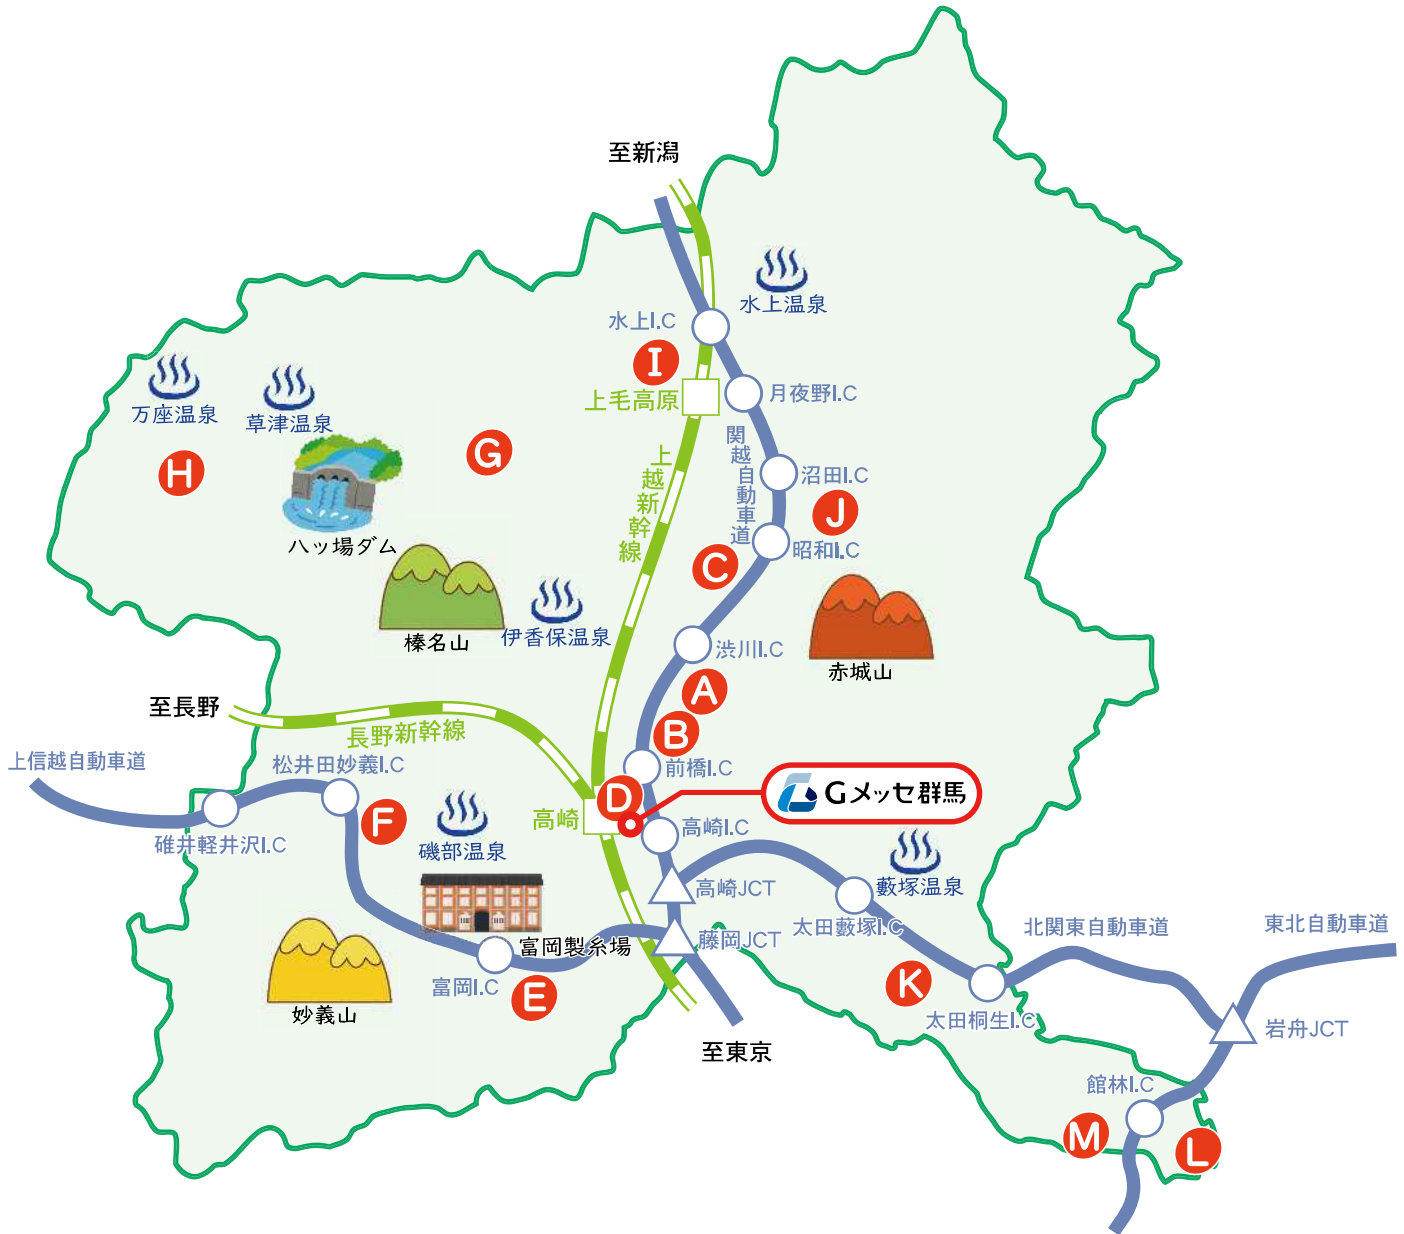 至新潟
水上温泉
水上I.C
I
上毛高原
月夜野I.C
万座温泉
草津温泉
H
G
上越新幹線
関越自動車道
沼田I.C
J
八ッ場ダム
昭和I.C
C
榛名山
伊香保温泉
渋川I.C
赤城山
A
至長野
長野新幹線
B
上信越自動車道
松井田妙義I.C
前橋I.C
D
Gメッセ群馬
F
高崎
高崎I.C
碓井軽井沢I.C
磯部温泉
藪塚温泉
高崎JCT
太田藪塚I.C
富岡製糸場
藤岡JCT
北関東自動車道
東北自動車道
富岡I.C
E
K
妙義山
太田桐生I.C
岩舟JCT
至東京
館林I.C
M
L